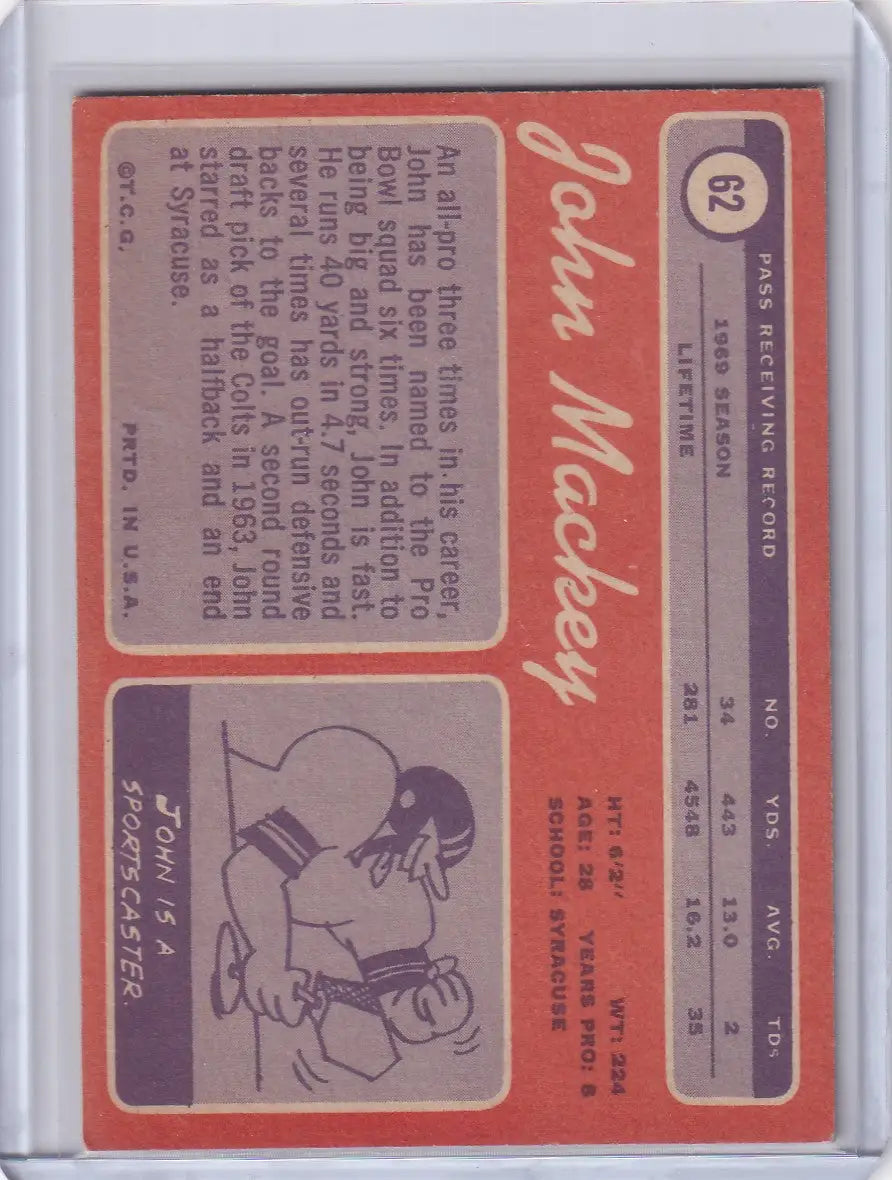 62
PASS RECEIVING RECORD NO. YDS. AVG. TDS
1969 SEASON 34 443 13.0 2
LIFETIME 281 4548 16.2 35
John Mackey
HT: 6'2" WT: 224
AGE: 28 YEARS PRO: 8
SCHOOL: SYRACUSE
An all-pro three times in his career,
John has been named to the Pro
Bowl squad six times. In addition to
being big and strong, John is fast.
He runs 40 yards in 4.7 seconds and
several times has out-run defensive
backs to the goal. A second round
draft pick of the Colts in 1963, John
starred as a halfback and an end
at Syracuse.
©T.C.G. PRTD. IN U.S.A.
JOHN IS A
SPORTSCASTER.